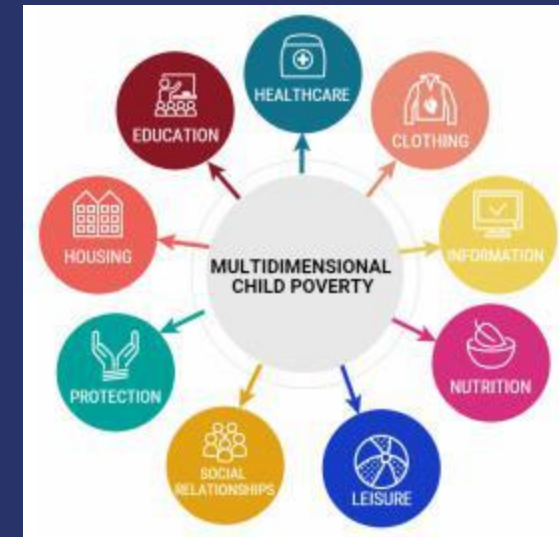 HEALTHCARE
EDUCATION
CLOTHING
HOUSING
MULTIDIMENSIONAL
CHILD POVERTY
INFORMATION
PROTECTION
NUTRITION
SOCIAL
RELATIONSHIPS
LEISURE